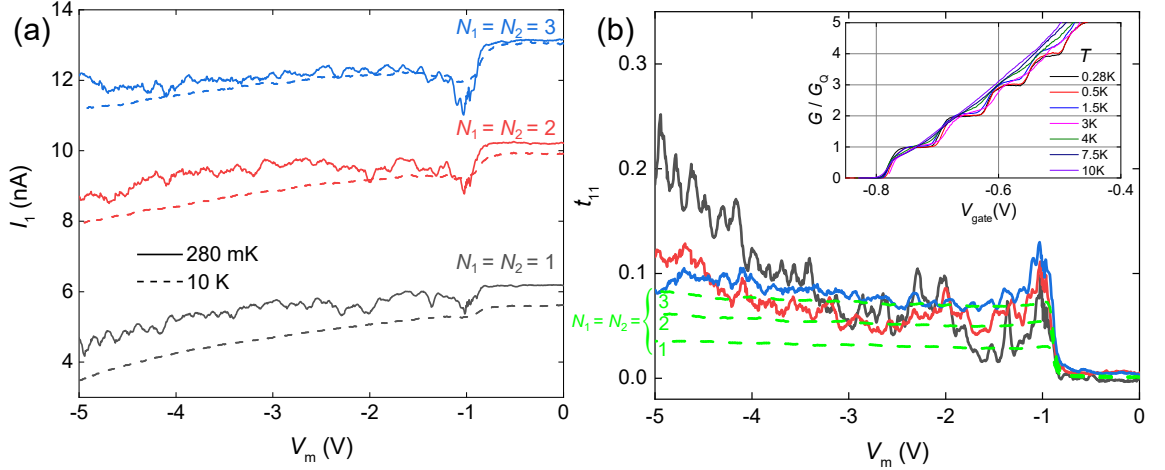 (a)
14
12
10
8
6
4
I₁ (nA)
N₁ = N₂ = 3
N₁ = N₂ = 2
N₁ = N₂ = 1
280 mK
10 K
-5
-4
-3
-2
-1
0
Vₘ (V)
(b)
0.3
0.2
0.1
0.0
t₁₁
N₁ = N₂ =
3
2
1
-5
-4
-3
-2
-1
0
Vₘ (V)
5
4
3
2
1
0
G / G_Q
-0.8
-0.6
-0.4
V_gate(V)
T
0.28K
0.5K
1.5K
3K
4K
7.5K
10K